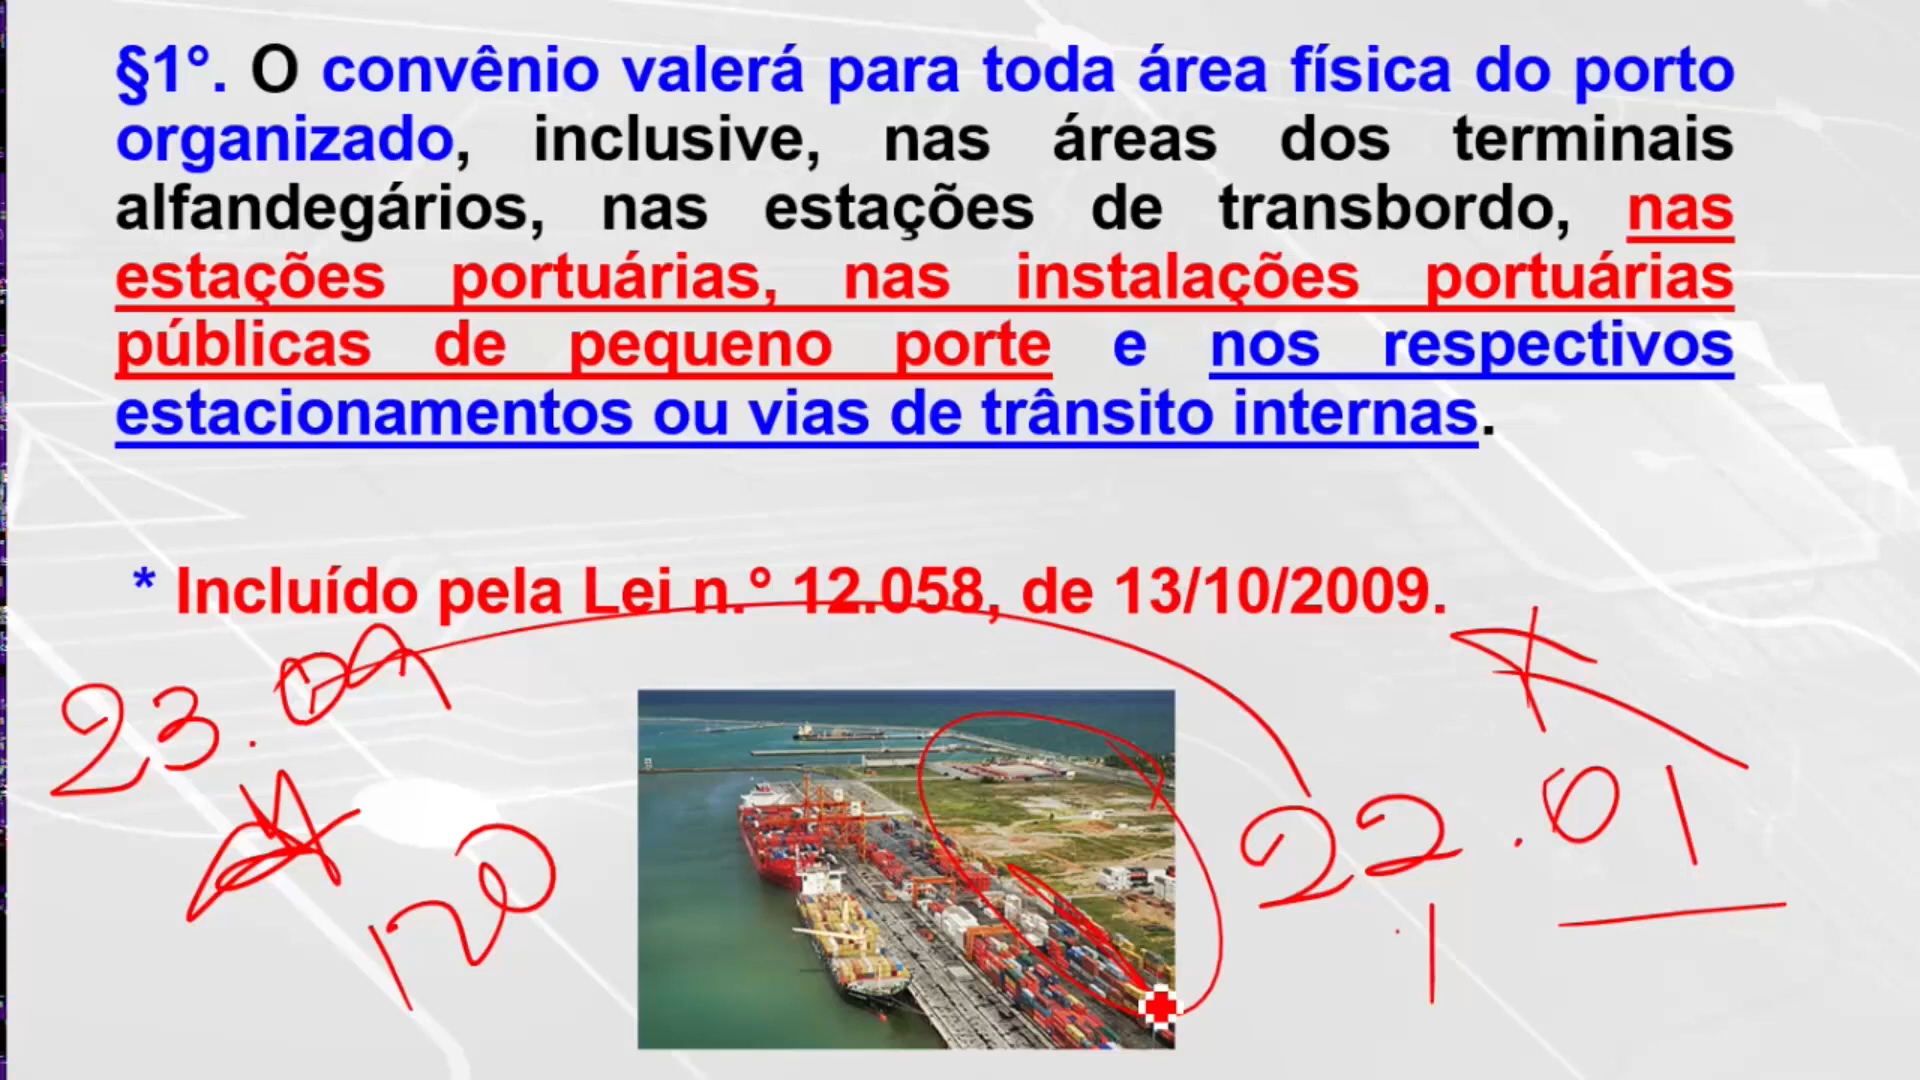 §1°. O convênio valerá para toda área física do porto
organizado, inclusive, nas áreas dos terminais
alfandegários, nas estações de transbordo, nas
estações portuárias, nas instalações portuárias
públicas de pequeno porte e nos respectivos
estacionamentos ou vias de trânsito internas.
* Incluído pela Lei n.° 12.058, de 13/10/2009.
23.
22.01
120
1